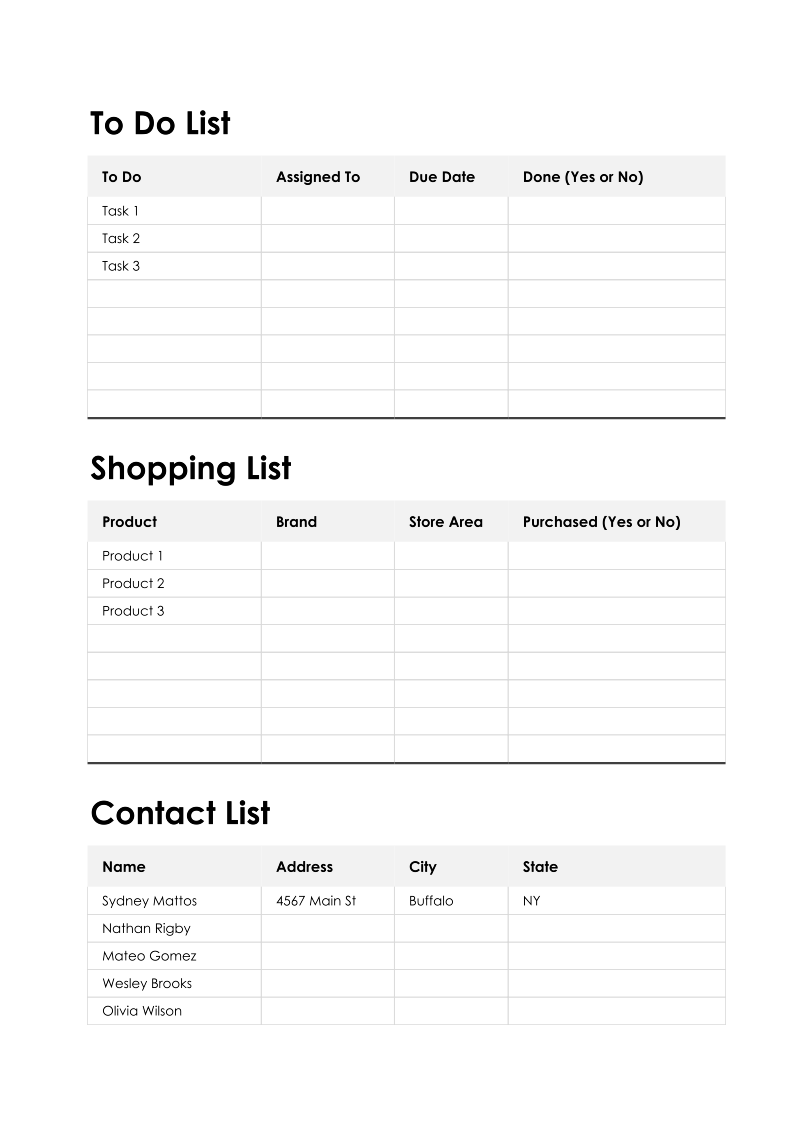 To Do List
To Do Assigned To Due Date Done (Yes or No)
Task 1
Task 2
Task 3
Shopping List
Product Brand Store Area Purchased (Yes or No)
Product 1
Product 2
Product 3
Contact List
Name Address City State
Sydney Mattos 4567 Main St Buffalo NY
Nathan Rigby
Mateo Gomez
Wesley Brooks
Olivia Wilson